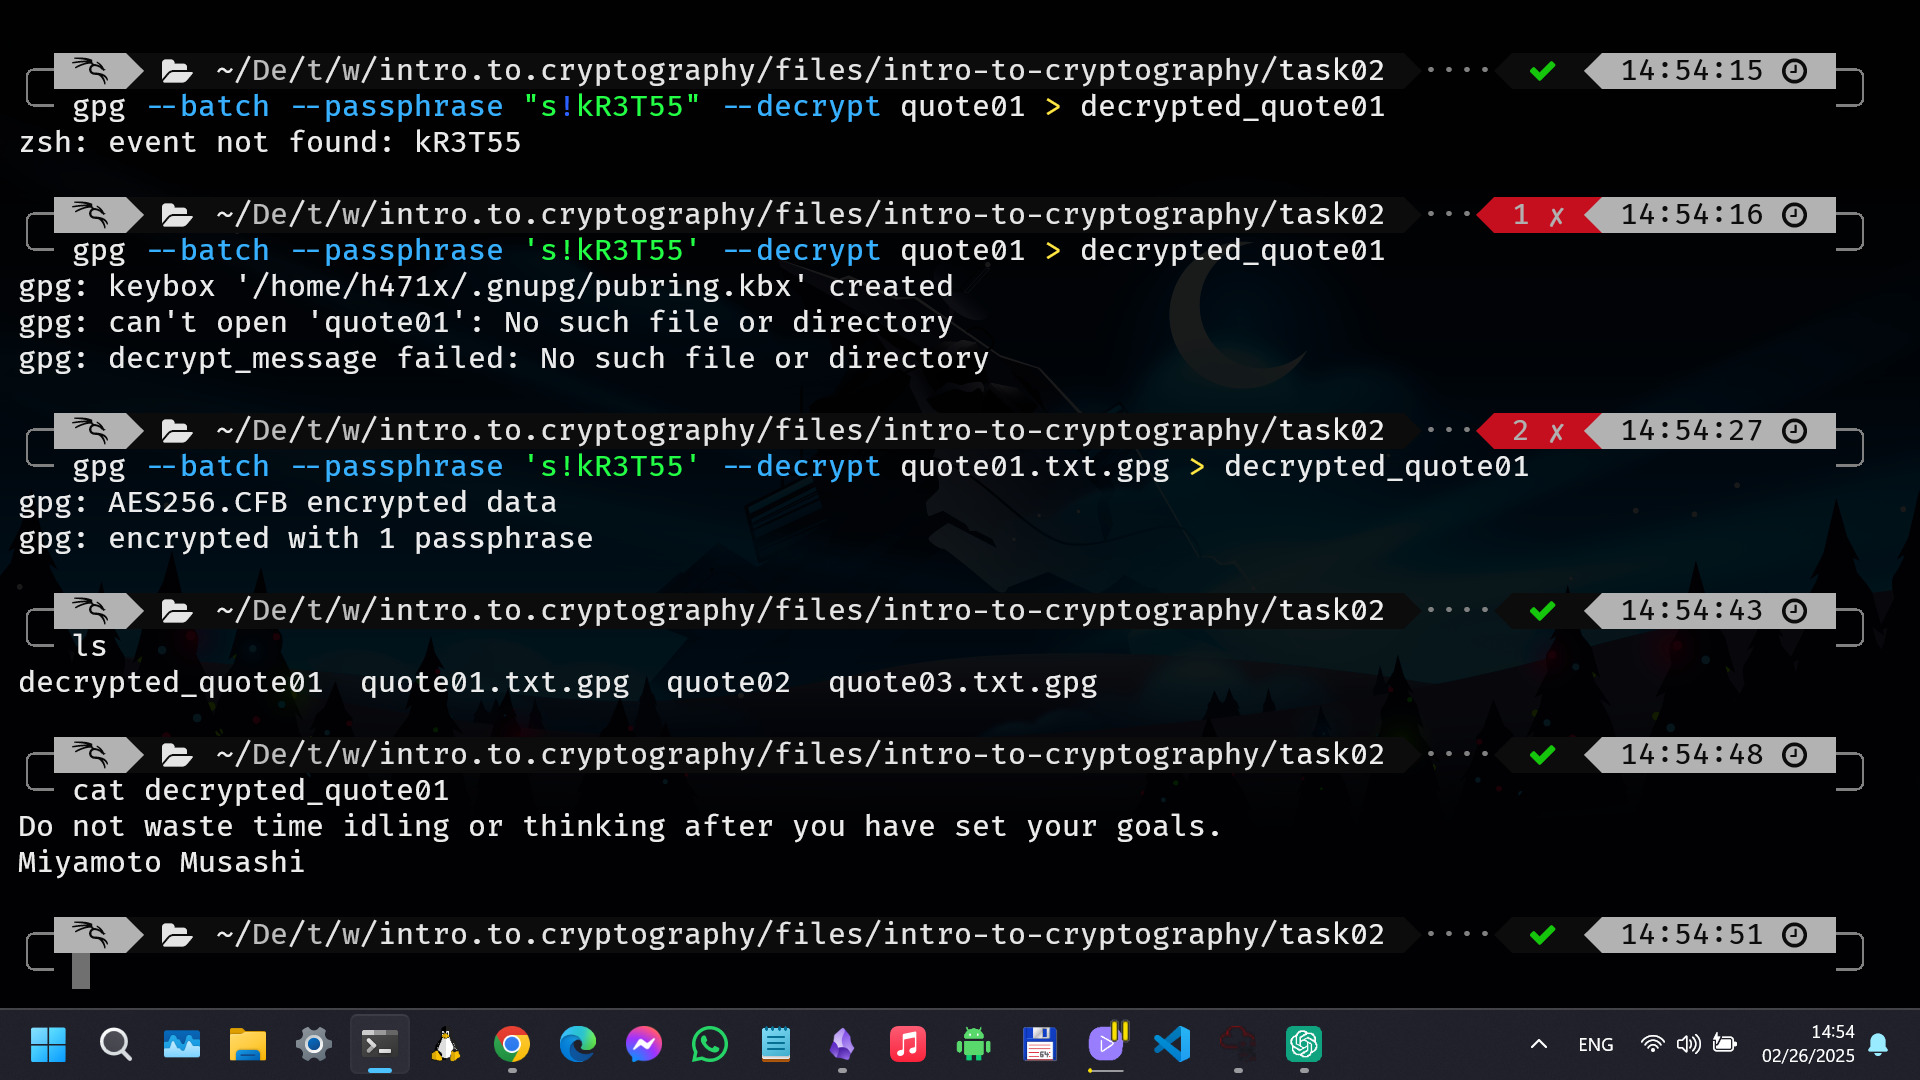 ~/De/t/w/intro.to.cryptography/files/intro-to-cryptography/task02 ···· ✔ 14:54:15
gpg --batch --passphrase "s!kR3T55" --decrypt quote01 > decrypted_quote01
zsh: event not found: kR3T55
~/De/t/w/intro.to.cryptography/files/intro-to-cryptography/task02 ··· 1 ✗ 14:54:16
gpg --batch --passphrase 's!kR3T55' --decrypt quote01 > decrypted_quote01
gpg: keybox '/home/h471x/.gnupg/pubring.kbx' created
gpg: can't open 'quote01': No such file or directory
gpg: decrypt_message failed: No such file or directory
~/De/t/w/intro.to.cryptography/files/intro-to-cryptography/task02 ··· 2 ✗ 14:54:27
gpg --batch --passphrase 's!kR3T55' --decrypt quote01.txt.gpg > decrypted_quote01
gpg: AES256.CFB encrypted data
gpg: encrypted with 1 passphrase
~/De/t/w/intro.to.cryptography/files/intro-to-cryptography/task02 ···· ✔ 14:54:43
ls
decrypted_quote01  quote01.txt.gpg  quote02  quote03.txt.gpg
~/De/t/w/intro.to.cryptography/files/intro-to-cryptography/task02 ···· ✔ 14:54:48
cat decrypted_quote01
Do not waste time idling or thinking after you have set your goals.
Miyamoto Musashi
~/De/t/w/intro.to.cryptography/files/intro-to-cryptography/task02 ···· ✔ 14:54:51
64
ENG
14:54
02/26/2025